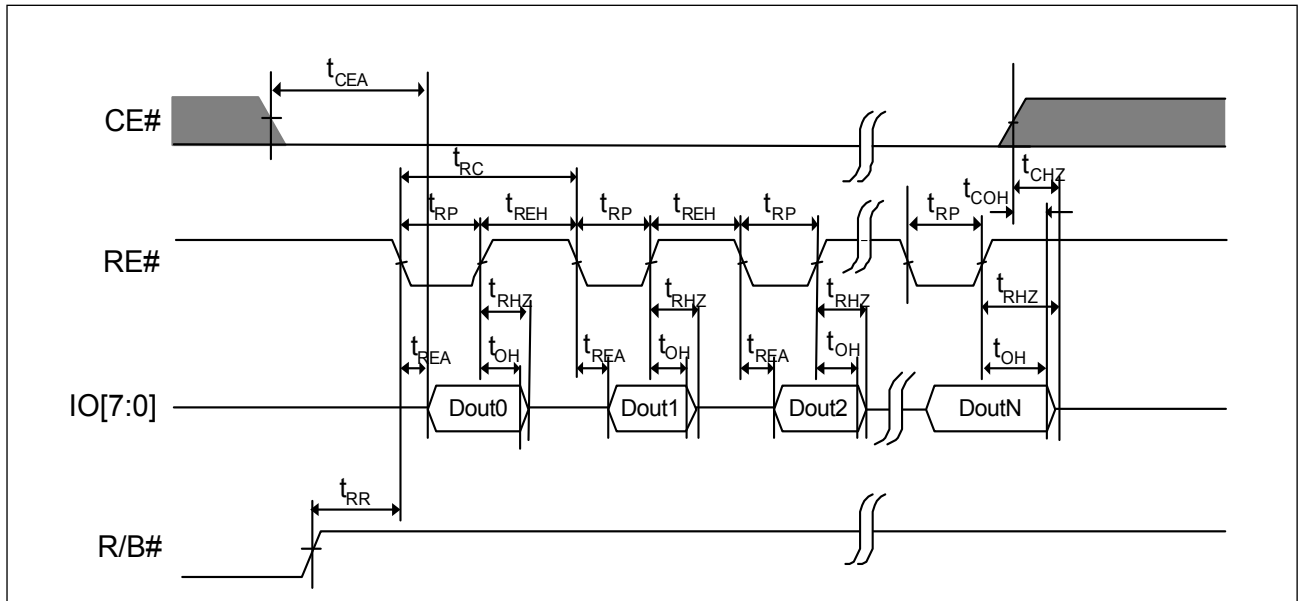 tCEA
CE#
tCHZ
tRC
tCOH
tRP
tREH
tRP
tREH
tRP
tRP
RE#
tRHZ
tRHZ
tRHZ
tRHZ
tREA
tOH
tREA
tOH
tREA
tOH
tOH
IO[7:0]
Dout0
Dout1
Dout2
DoutN
tRR
R/B#